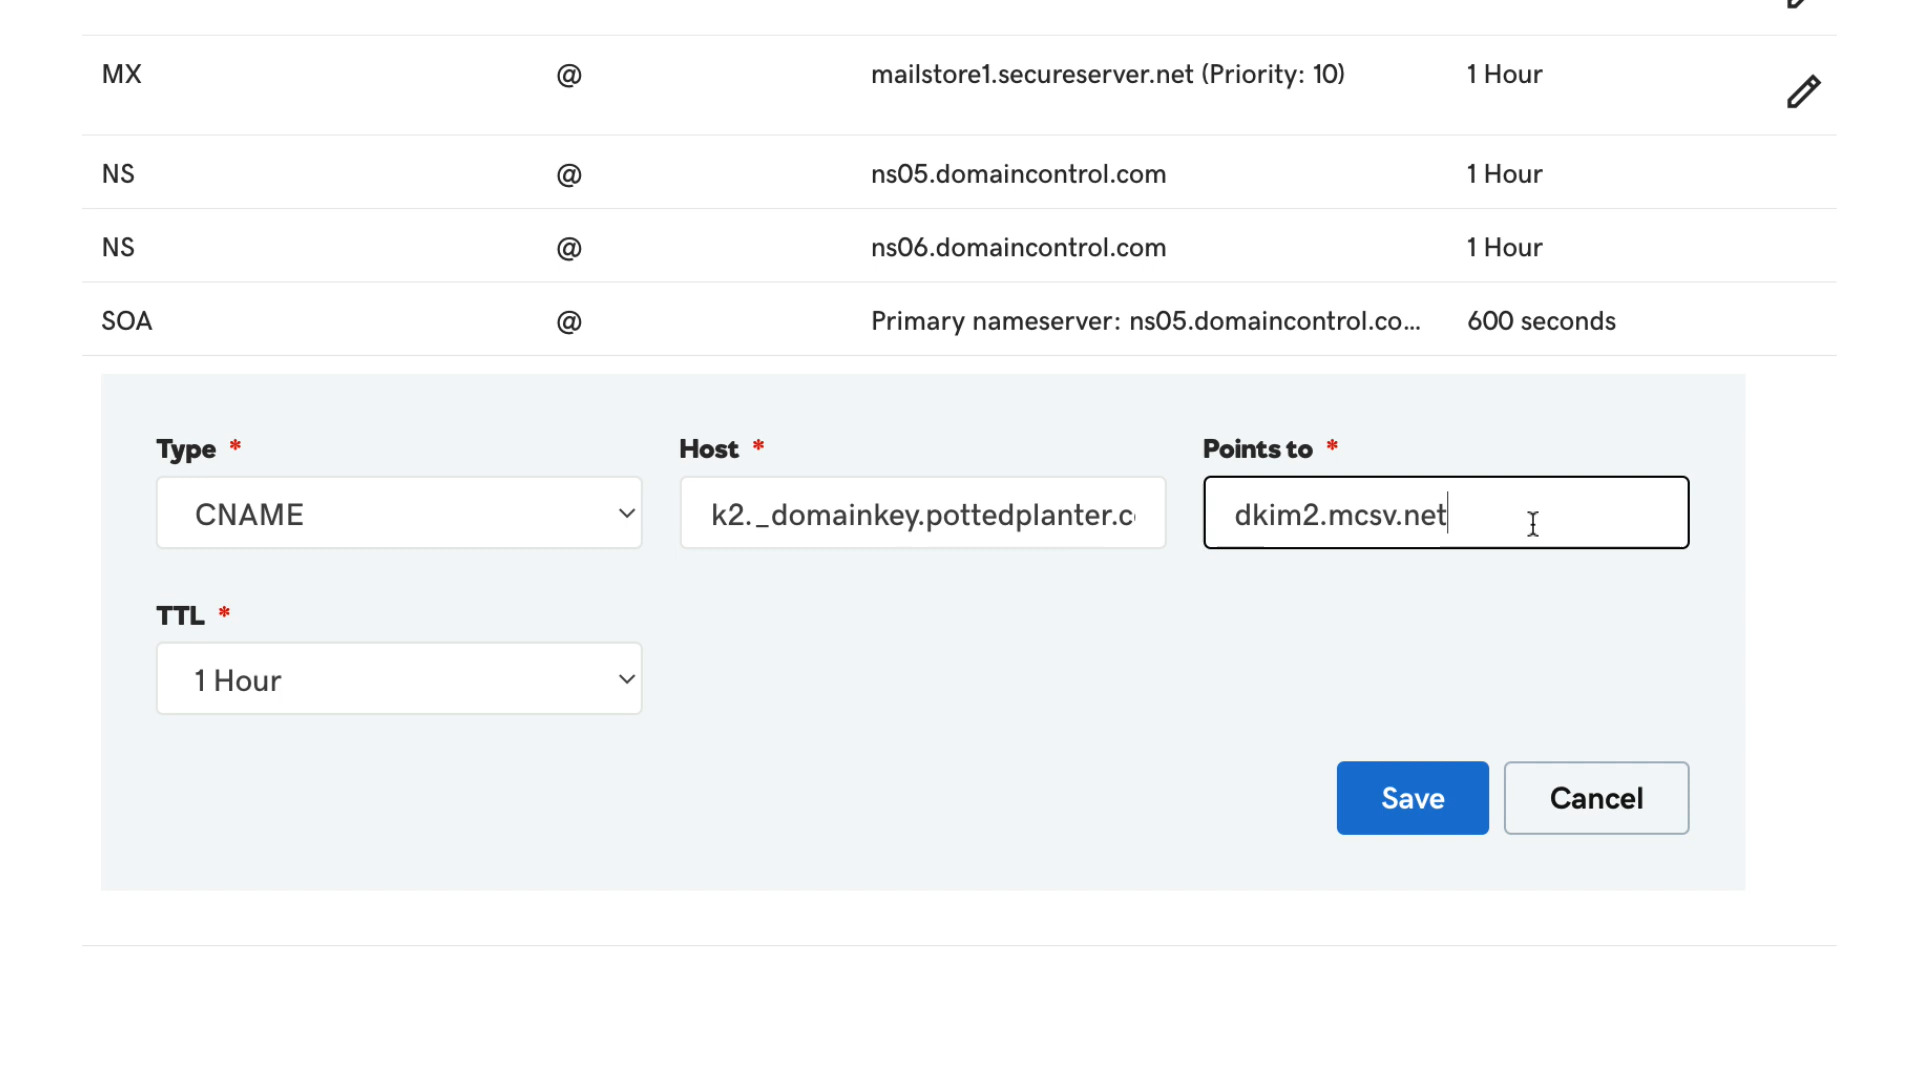 MX @ mailstore1.secureserver.net (Priority: 10) 1 Hour
NS @ ns05.domaincontrol.com 1 Hour
NS @ ns06.domaincontrol.com 1 Hour
SOA @ Primary nameserver: ns05.domaincontrol.co... 600 seconds
Type * Host * Points to *
CNAME k2._domainkey.pottedplanter.c dkim2.mcsv.net
TTL *
1 Hour
Save Cancel